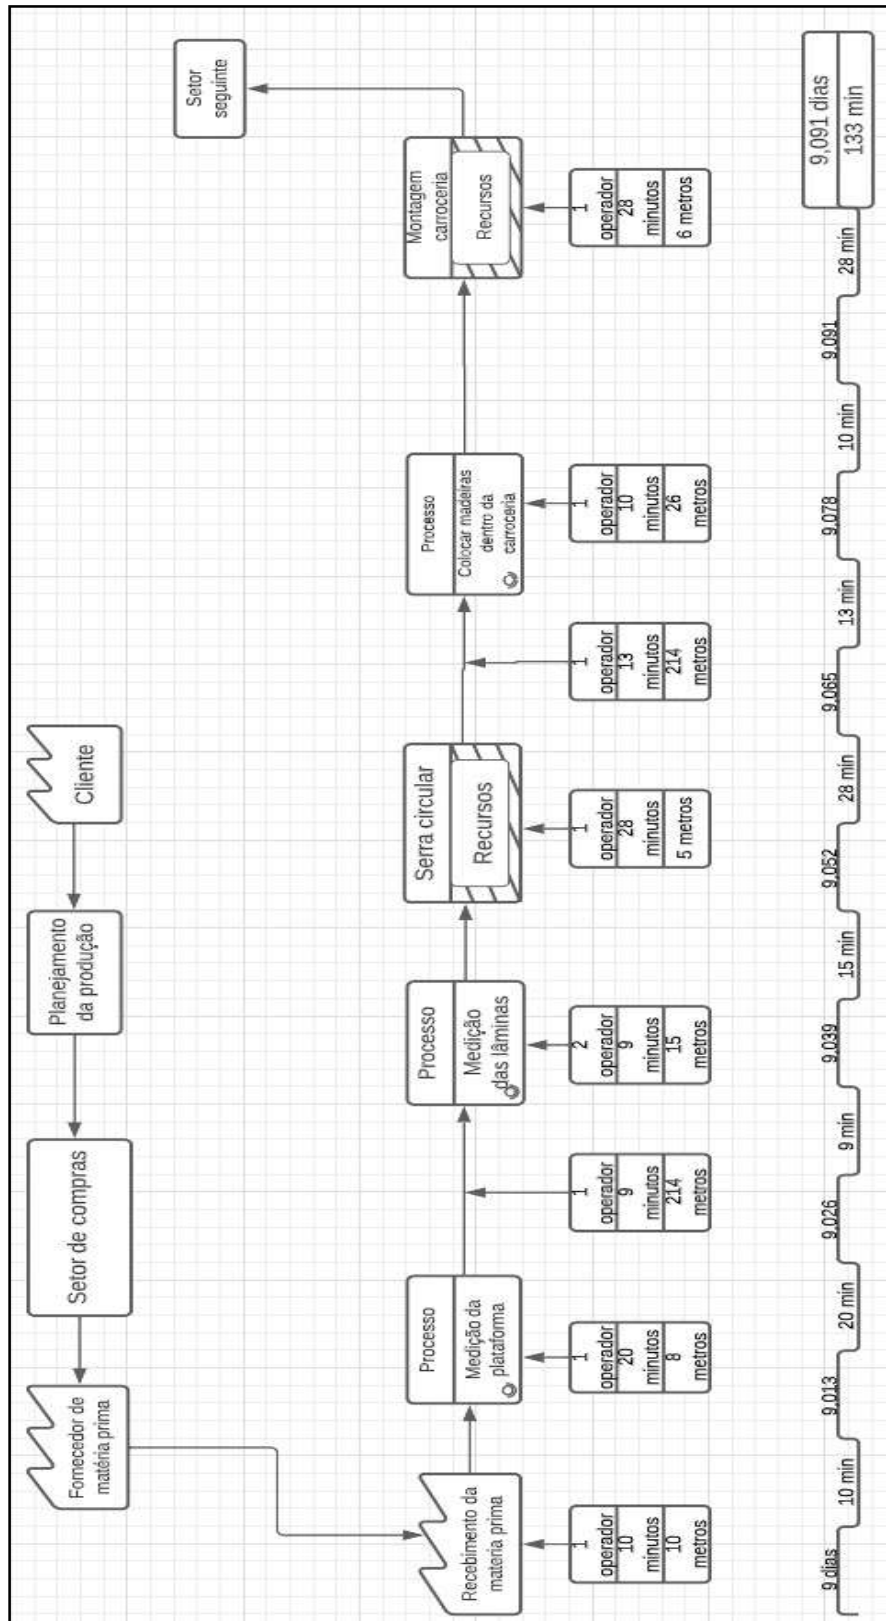 Fornecedor de
matéria prima
Setor de compras
Planejamento
da produção
Cliente
Setor
seguinte
Recebimento da
materia prima
Processo
Medição da
plataforma
Processo
Medição
das lâminas
Serra circular
Recursos
Processo
Colocar madeiras
dentro da
carroceria
Montagem
carroceria
Recursos
1
operador
10
minutos
10
metros
1
operador
20
minutos
8
metros
1
operador
9
minutos
214
metros
2
operador
9
minutos
15
metros
1
operador
28
minutos
5 metros
1
operador
13
minutos
214
metros
1
operador
10
minutos
26
metros
1
operador
28
minutos
6 metros
9 dias
10 min
9,013
20 min
9,026
9 min
9,039
15 min
9,052
28 min
9,065
13 min
9,078
10 min
9,091
28 min
9,091 dias
133 min